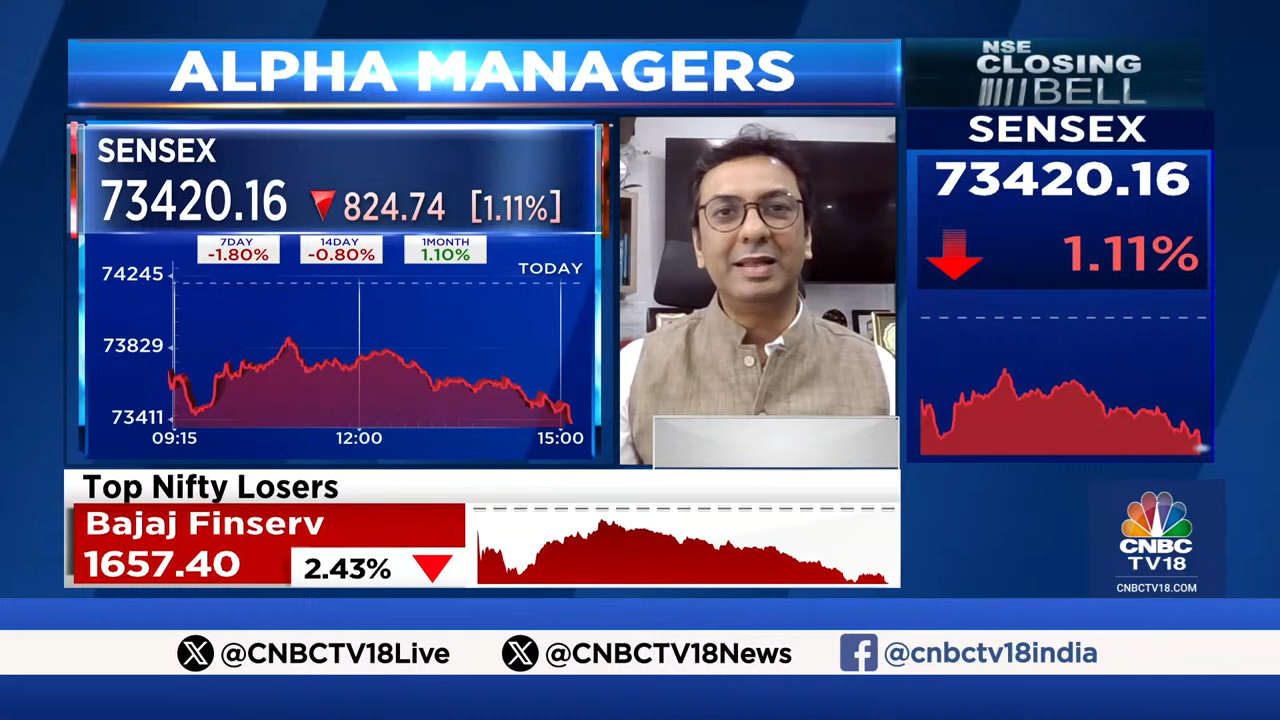 ALPHA MANAGERS
NSE
CLOSING
BELL
SENSEX
73420.16 824.74 [1.11%]
7DAY
-1.80%
14DAY
-0.80%
1MONTH
1.10%
TODAY
74245
73829
73411
09:15 12:00 15:00
SENSEX
73420.16
1.11%
Top Nifty Losers
Bajaj Finserv
1657.40
2.43%
CNBC
TV18
CNBCTV18.COM
@CNBCTV18Live @CNBCTV18News @cnbctv18india